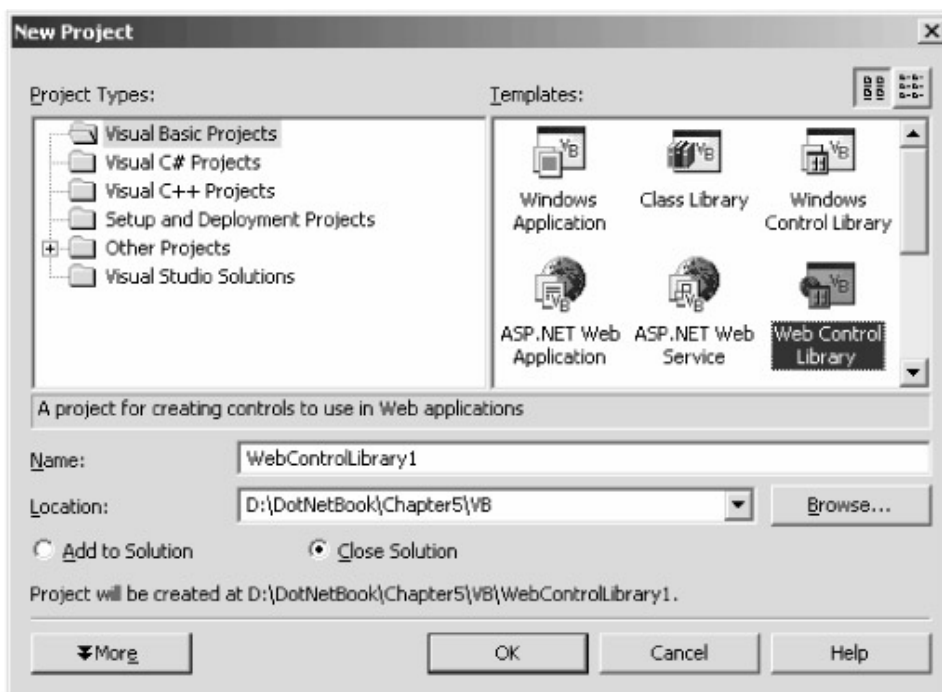 New Project
Project Types:
Templates:
Visual Basic Projects
Visual C# Projects
Visual C++ Projects
Setup and Deployment Projects
Other Projects
Visual Studio Solutions
Windows
Application
Class Library
Windows
Control Library
ASP.NET Web
Application
ASP.NET Web
Service
Web Control
Library
A project for creating controls to use in Web applications
Name:
WebControlLibrary1
Location:
D:\DotNetBook\Chapter5\VB
Browse...
Add to Solution
Close Solution
Project will be created at D:\DotNetBook\Chapter5\VB\WebControlLibrary1.
More
OK
Cancel
Help